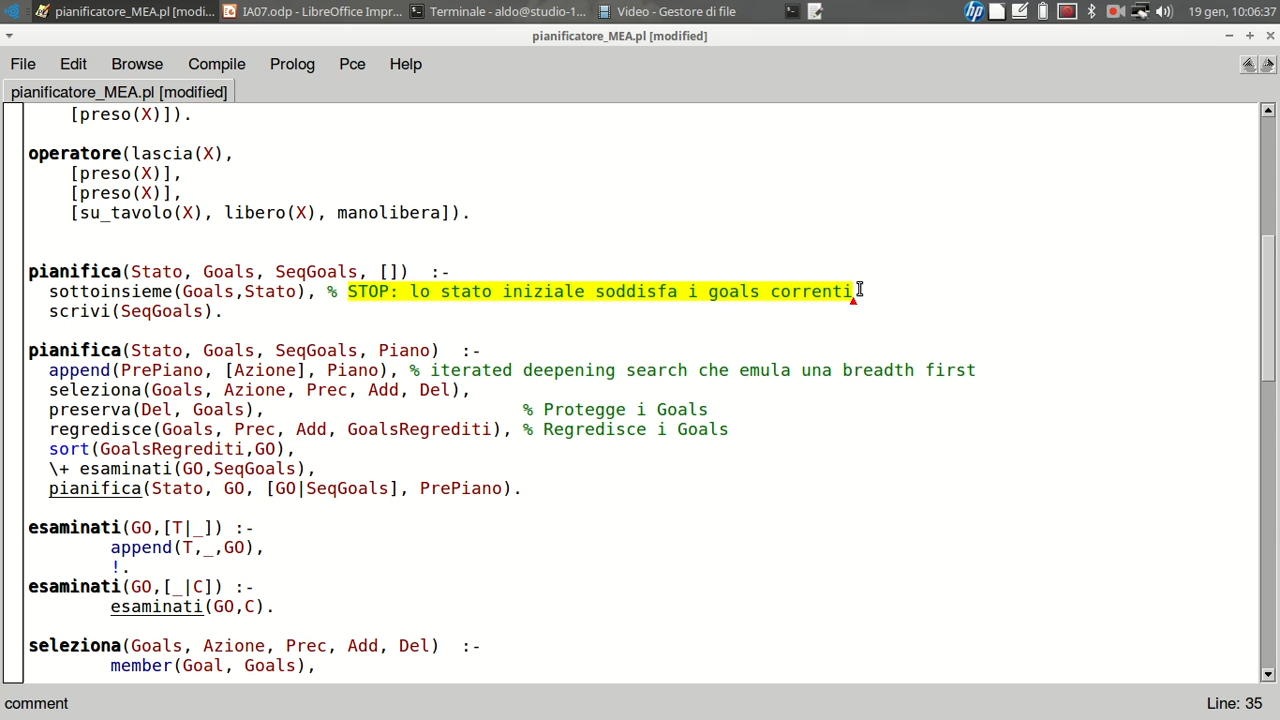 pianificatore_MEA.pl [modi...
IA07.odp - LibreOffice Impr...
Terminale - aldo@studio-1...
Video - Gestore di file
19 gen, 10:06:37
pianificatore_MEA.pl [modified]
File Edit Browse Compile Prolog Pce Help
pianificatore_MEA.pl [modified]
[preso(X)]).
operatore(lascia(X),
[preso(X)],
[preso(X)],
[su_tavolo(X), libero(X), manolibera]).
pianifica(Stato, Goals, SeqGoals, []) :-
sottoinsieme(Goals,Stato), % STOP: lo stato iniziale soddisfa i goals correnti
scrivi(SeqGoals).
pianifica(Stato, Goals, SeqGoals, Piano) :-
append(PrePiano, [Azione], Piano), % iterated deepening search che emula una breadth first
seleziona(Goals, Azione, Prec, Add, Del),
preserva(Del, Goals), % Protegge i Goals
regredisce(Goals, Prec, Add, GoalsRegrediti), % Regredisce i Goals
sort(GoalsRegrediti,GO),
\+ esaminati(GO,SeqGoals),
pianifica(Stato, GO, [GO|SeqGoals], PrePiano).
esaminati(GO,[T|_]) :-
append(T,_,GO),
!.
esaminati(GO,[_|C]) :-
esaminati(GO,C).
seleziona(Goals, Azione, Prec, Add, Del) :-
member(Goal, Goals),
comment
Line: 35